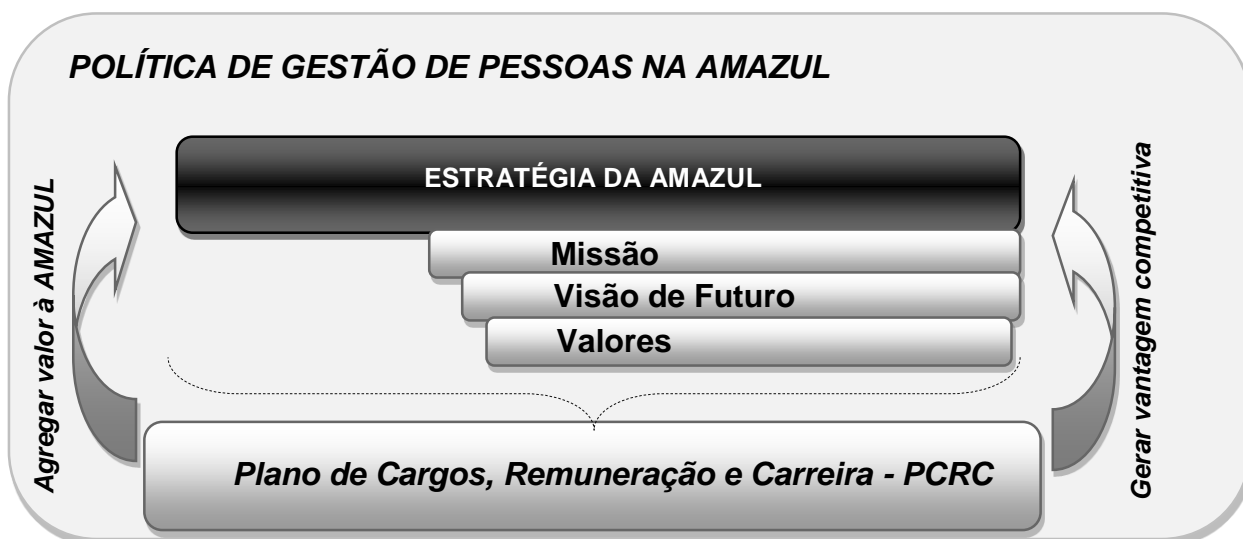 POLÍTICA DE GESTÃO DE PESSOAS NA AMAZUL
ESTRATÉGIA DA AMAZUL
Missão
Visão de Futuro
Valores
Agregar valor à AMAZUL
Gerar vantagem competitiva
Plano de Cargos, Remuneração e Carreira - PCRC